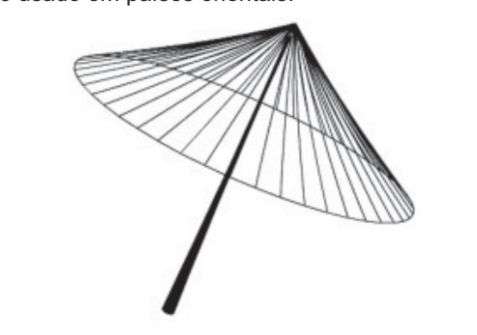 usado em países orientais.